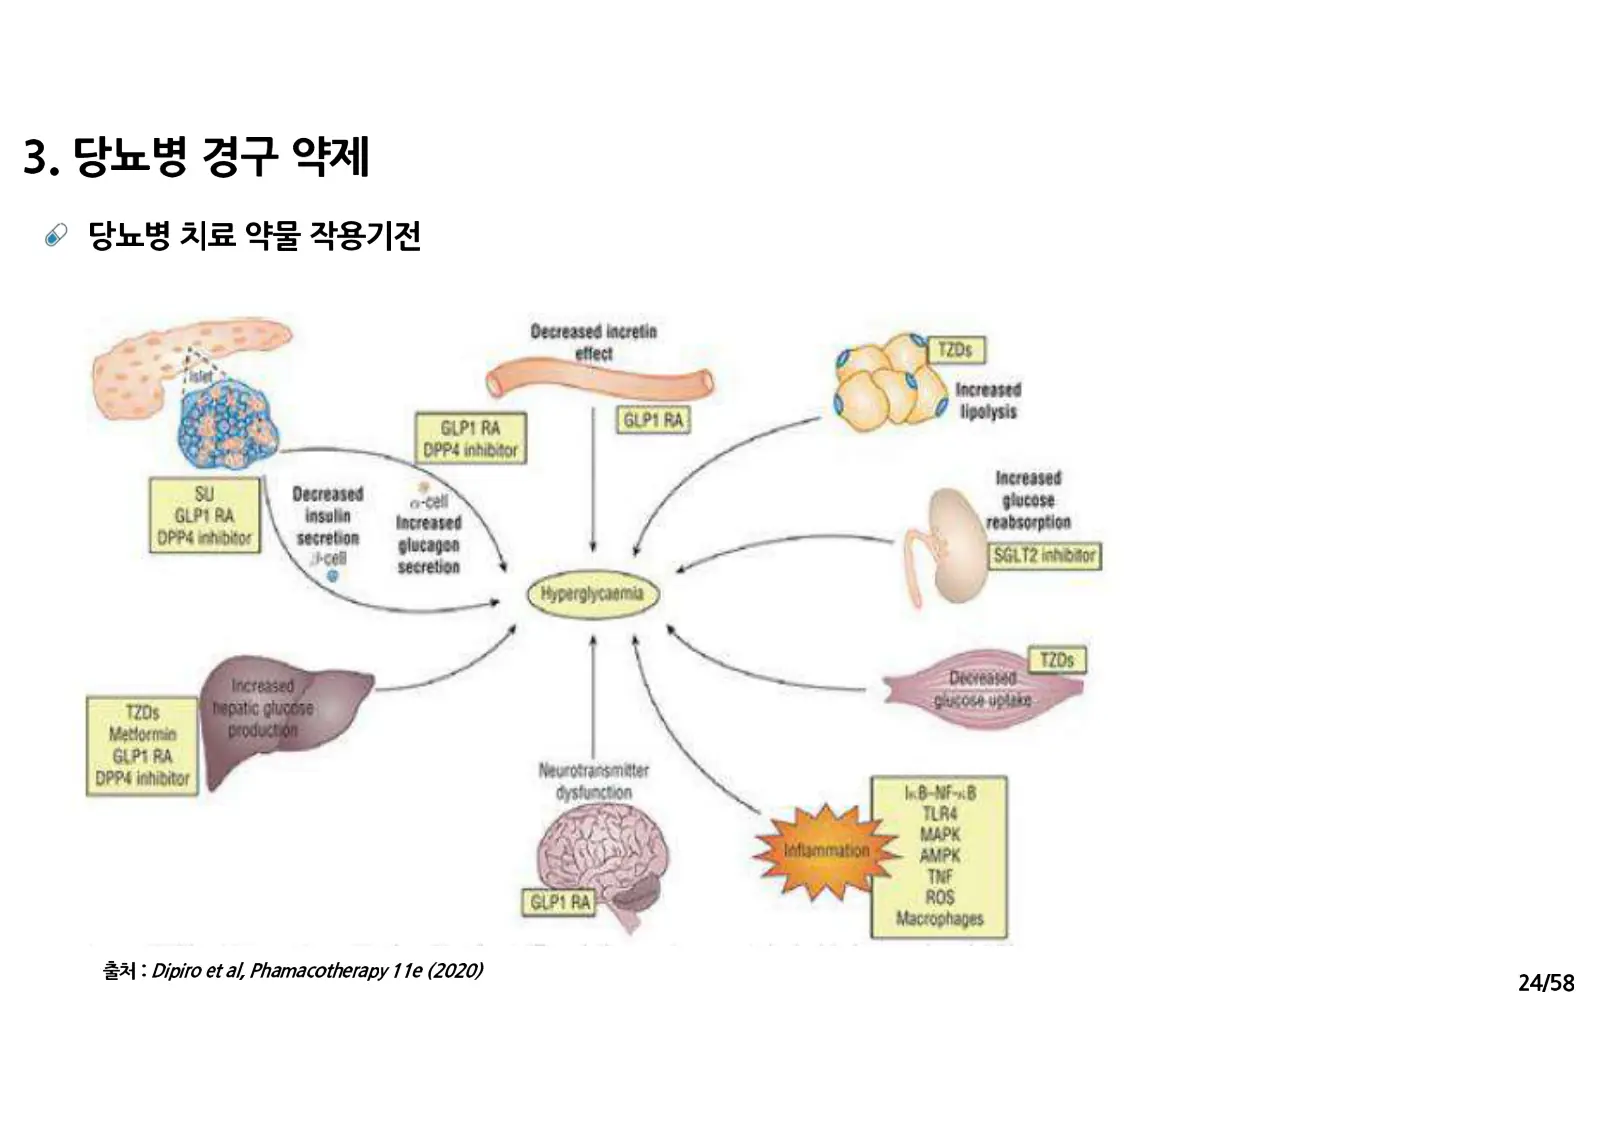 3. 당뇨병 경구 약제
당뇨병 치료 약물 작용기전
Islet
Decreased incretin
effect
GLP1 RA
TZDs
Increased
lipolysis
GLP1 RA
DPP4 inhibitor
SU
GLP1 RA
DPP4 inhibitor
Decreased
insulin
secretion
β-cell
α-cell
Increased
glucagon
secretion
Increased
glucose
reabsorption
SGLT2 inhibitor
Hyperglycaemia
TZDs
Metformin
GLP1 RA
DPP4 inhibitor
Increased
hepatic glucose
production
TZDs
Decreased
glucose uptake
Neurotransmitter
dysfunction
GLP1 RA
Inflammation
IκB–NF-κB
TLR4
MAPK
AMPK
TNF
ROS
Macrophages
출처 : Dipiro et al, Phamacotherapy 11e (2020)
24/58